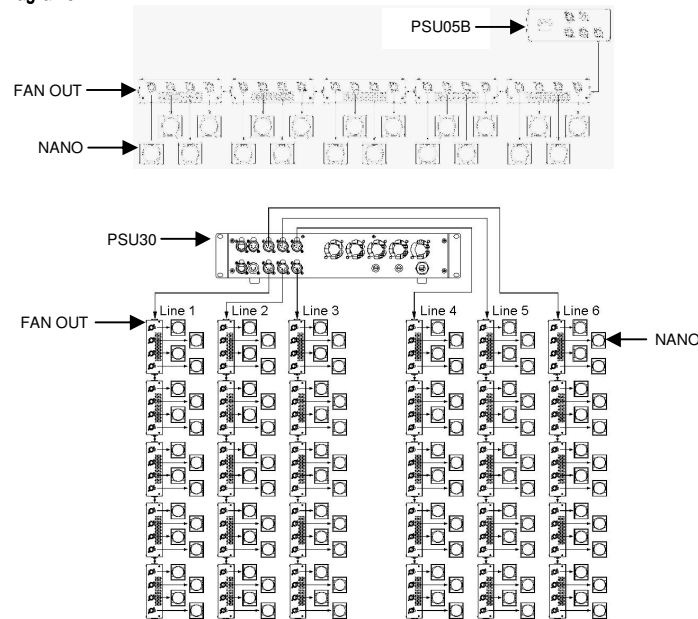 PSU05B
FAN OUT
NANO
PSU30
Line 1
Line 2
Line 3
Line 4
Line 5
Line 6
FAN OUT
NANO